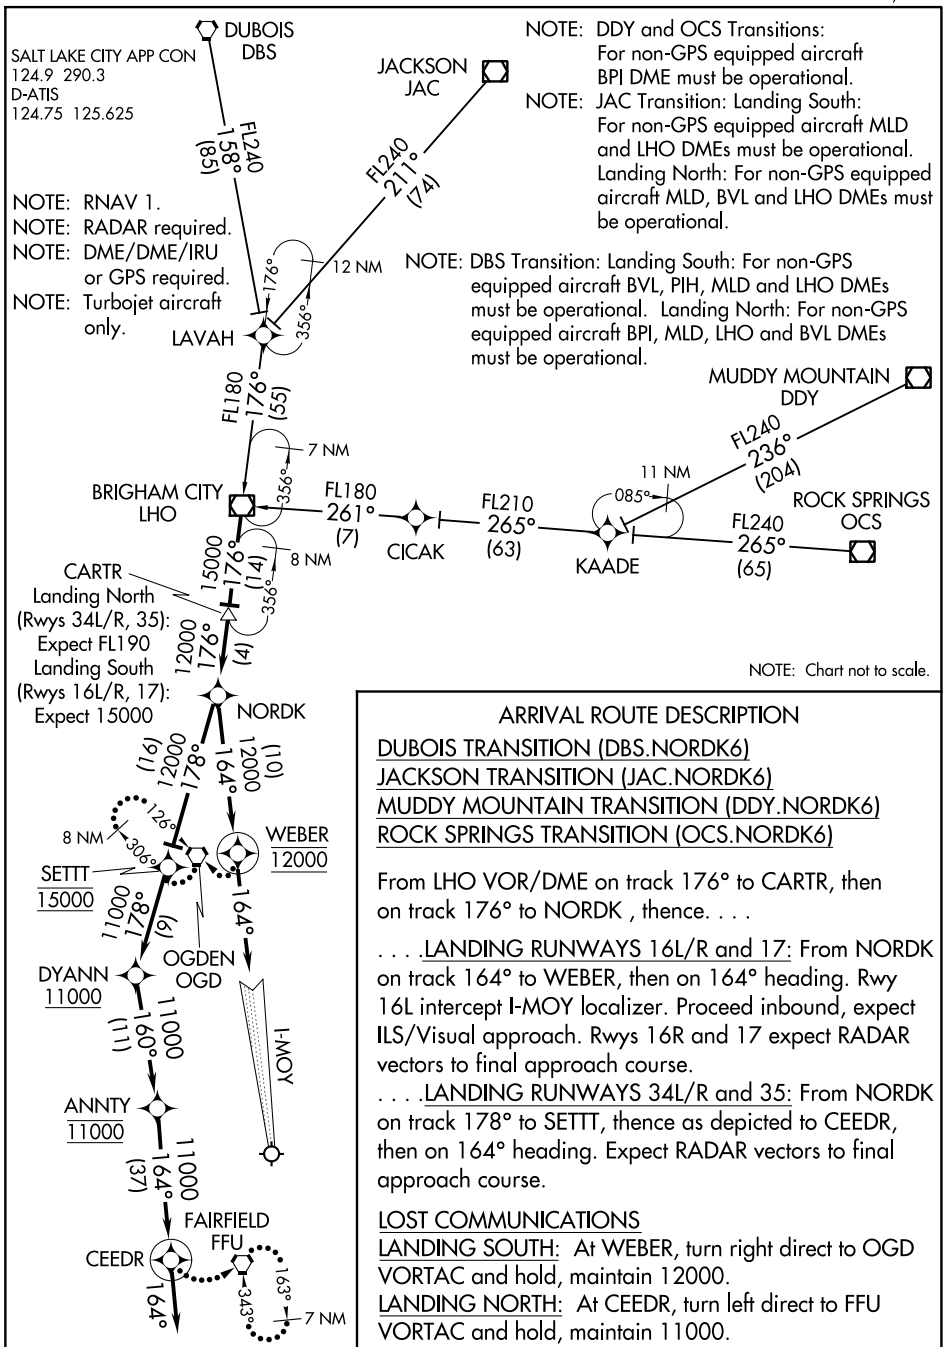 DUBOIS
DBS
SALT LAKE CITY APP CON
124.9 290.3
D-ATIS
124.75 125.625
JACKSON
JAC
NOTE: DDY and OCS Transitions:
For non-GPS equipped aircraft
BPI DME must be operational.
NOTE: JAC Transition: Landing South:
For non-GPS equipped aircraft MLD
and LHO DMEs must be operational.
Landing North: For non-GPS equipped
aircraft MLD, BVL and LHO DMEs must
be operational.
FL240
158°
(85)
FL240
211°
(74)
NOTE: RNAV 1.
NOTE: RADAR required.
NOTE: DME/DME/IRU
or GPS required.
NOTE: Turbojet aircraft
only.
176°
12 NM
356°
LAVAH
NOTE: DBS Transition: Landing South: For non-GPS
equipped aircraft BVL, PIH, MLD and LHO DMEs
must be operational. Landing North: For non-GPS
equipped aircraft BPI, MLD, LHO and BVL DMEs
must be operational.
MUDDY MOUNTAIN
DDY
FL180
176°
(55)
FL240
236°
(204)
7 NM
356°
11 NM
085°
BRIGHAM CITY
LHO
FL180
261°
(7)
CICAK
FL210
265°
(63)
KAADE
FL240
265°
(65)
ROCK SPRINGS
OCS
15000
176°
(14)
8 NM
356°
CARTR
Landing North
(Rwys 34L/R, 35):
Expect FL190
Landing South
(Rwys 16L/R, 17):
Expect 15000
12000
176°
(4)
NOTE: Chart not to scale.
NORDK
(16)
12000
178°
(10)
12000
164°
126°
8 NM
306°
WEBER
12000
SETTT
15000
164°
11000
178°
(6)
OGDEN
OGD
DYANN
11000
I-MOY
11000
160°
(11)
ANNTY
11000
11000
164°
(37)
FAIRFIELD
FFU
CEEDR
163°
343°
7 NM
164°
ARRIVAL ROUTE DESCRIPTION
DUBOIS TRANSITION (DBS.NORDK6)
JACKSON TRANSITION (JAC.NORDK6)
MUDDY MOUNTAIN TRANSITION (DDY.NORDK6)
ROCK SPRINGS TRANSITION (OCS.NORDK6)
From LHO VOR/DME on track 176° to CARTR, then
on track 176° to NORDK , thence. . . .
. . . .LANDING RUNWAYS 16L/R and 17: From NORDK
on track 164° to WEBER, then on 164° heading. Rwy
16L intercept I-MOY localizer. Proceed inbound, expect
ILS/Visual approach. Rwys 16R and 17 expect RADAR
vectors to final approach course.
. . . .LANDING RUNWAYS 34L/R and 35: From NORDK
on track 178° to SETTT, thence as depicted to CEEDR,
then on 164° heading. Expect RADAR vectors to final
approach course.
LOST COMMUNICATIONS
LANDING SOUTH: At WEBER, turn right direct to OGD
VORTAC and hold, maintain 12000.
LANDING NORTH: At CEEDR, turn left direct to FFU
VORTAC and hold, maintain 11000.